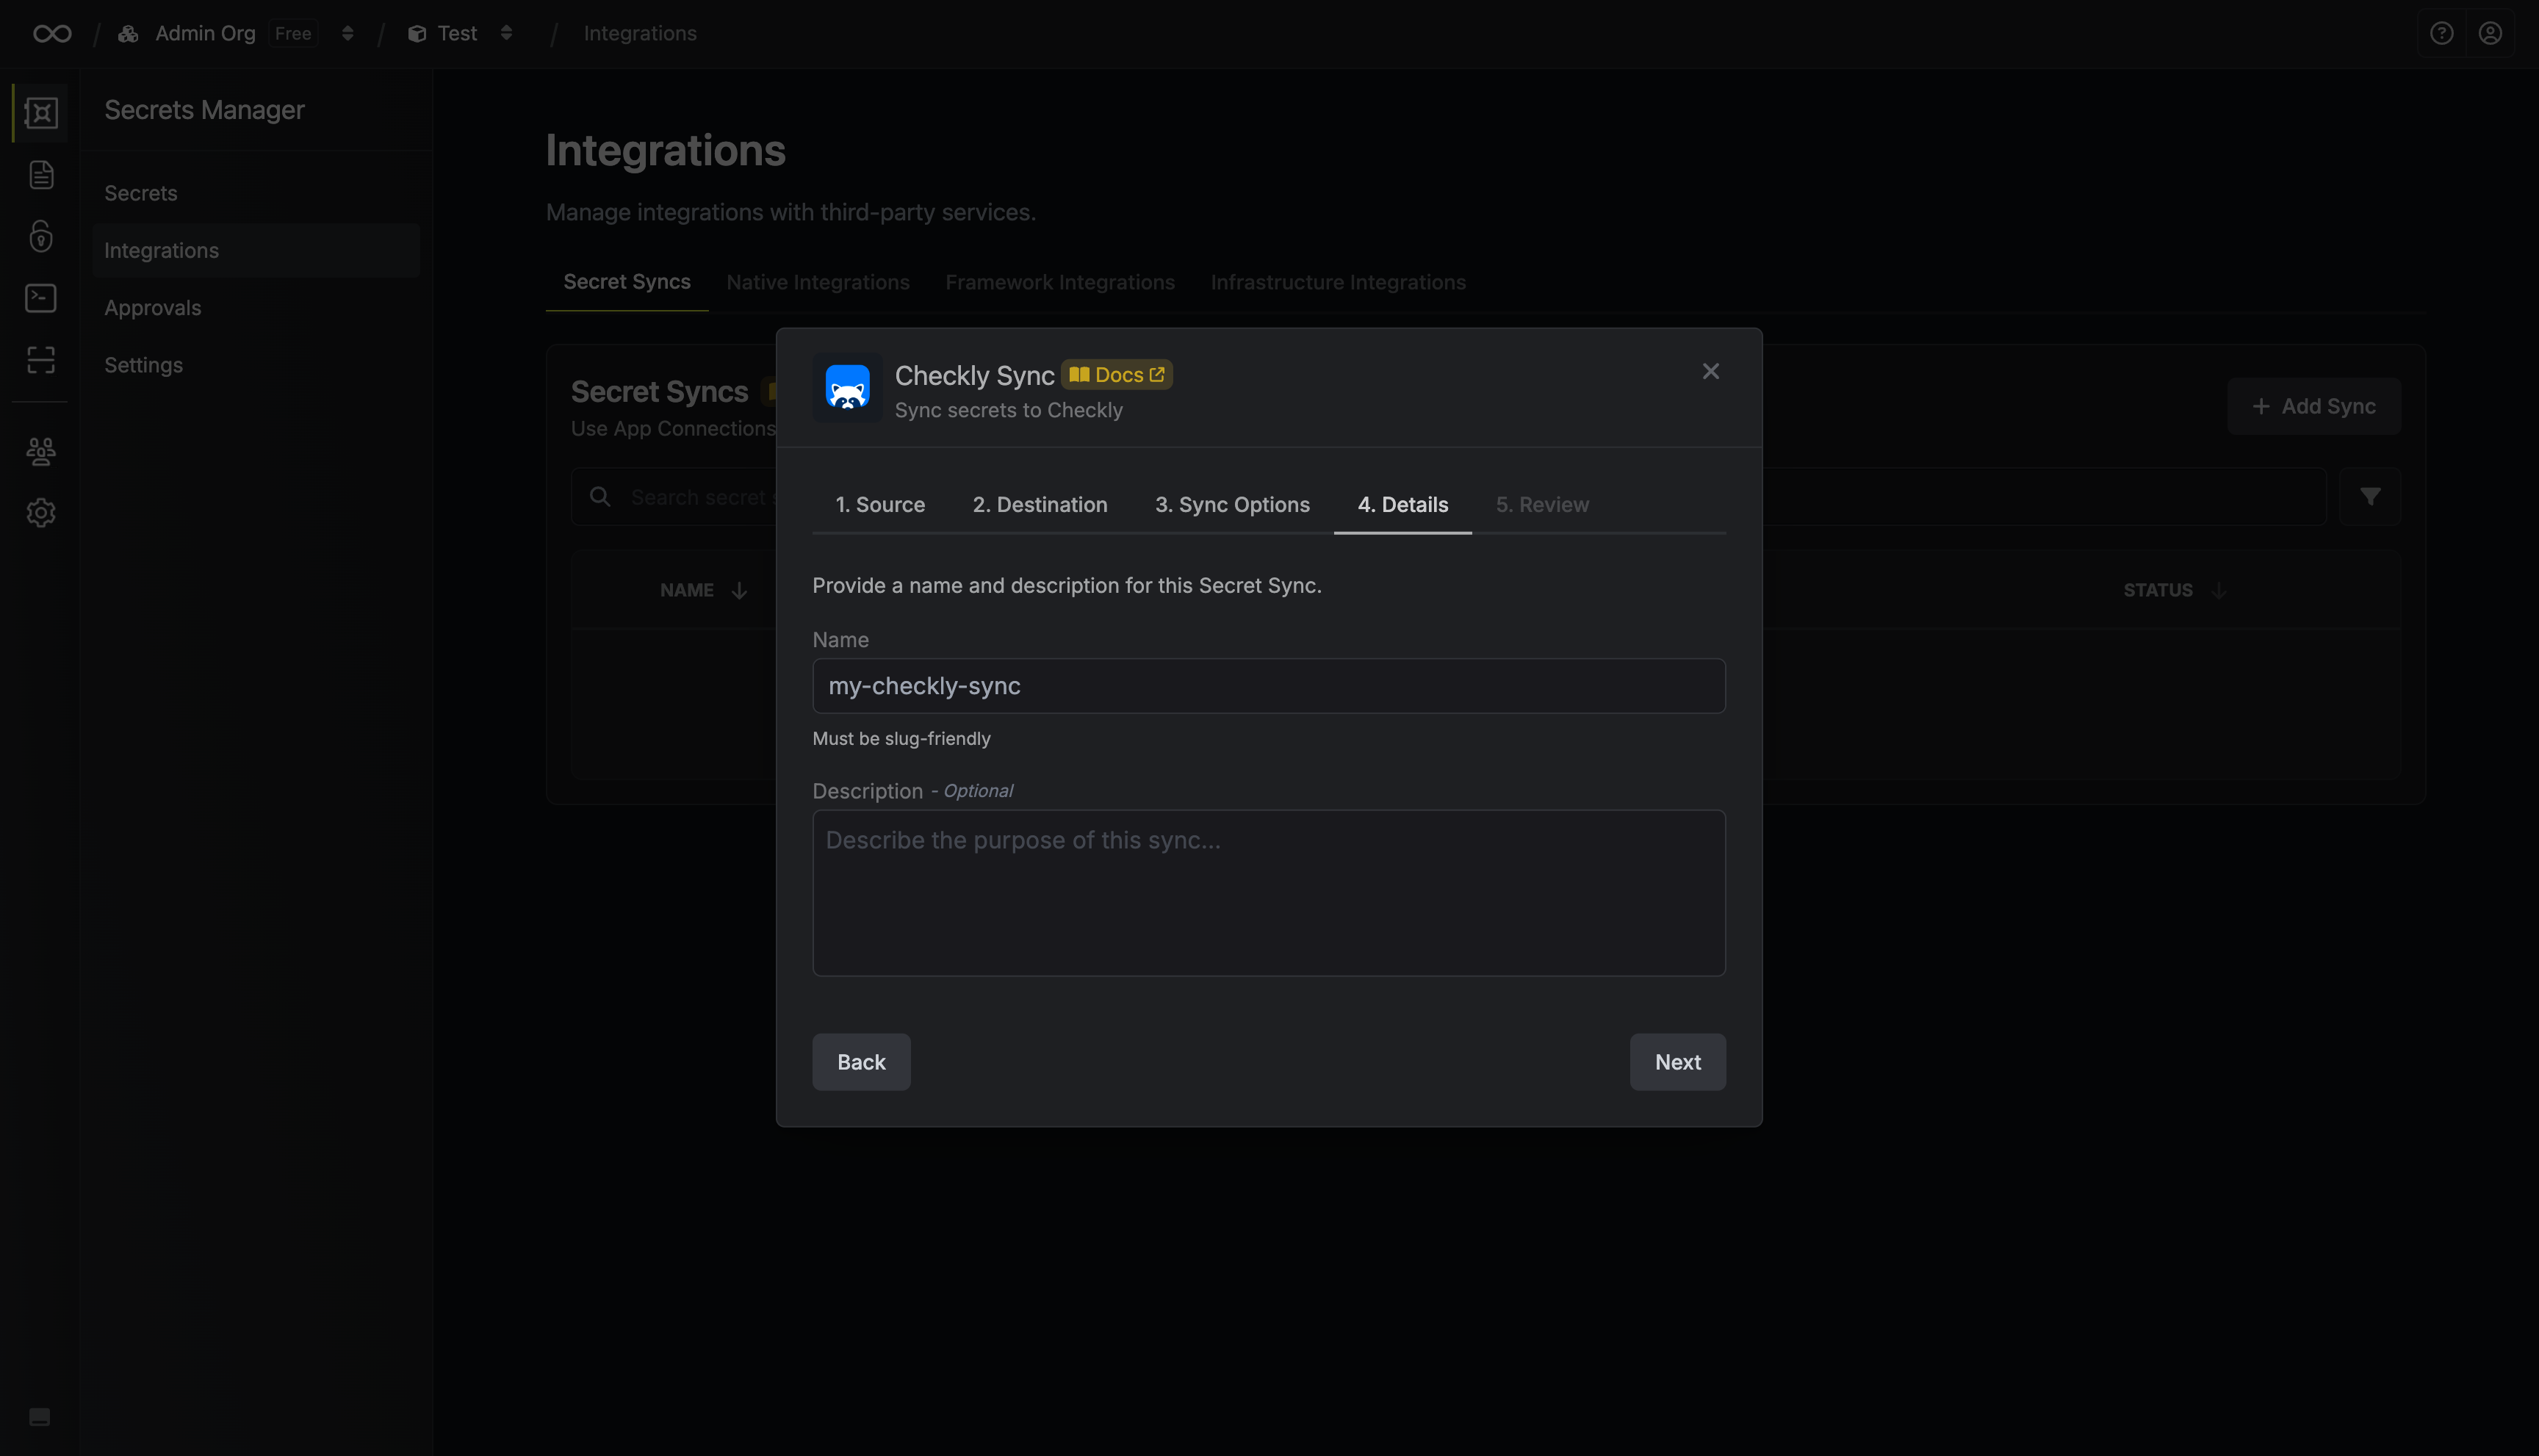 Admin Org Free
Test
Integrations
Secrets Manager
Secrets
Integrations
Approvals
Settings
Integrations
Manage integrations with third-party services.
Secret Syncs
Native Integrations
Framework Integrations
Infrastructure Integrations
Secret Syncs
Use App Connections
Add Sync
Search secret s
NAME
STATUS
Checkly Sync Docs
Sync secrets to Checkly
1. Source
2. Destination
3. Sync Options
4. Details
5. Review
Provide a name and description for this Secret Sync.
Name
my-checkly-sync
Must be slug-friendly
Description - Optional
Describe the purpose of this sync...
Back
Next